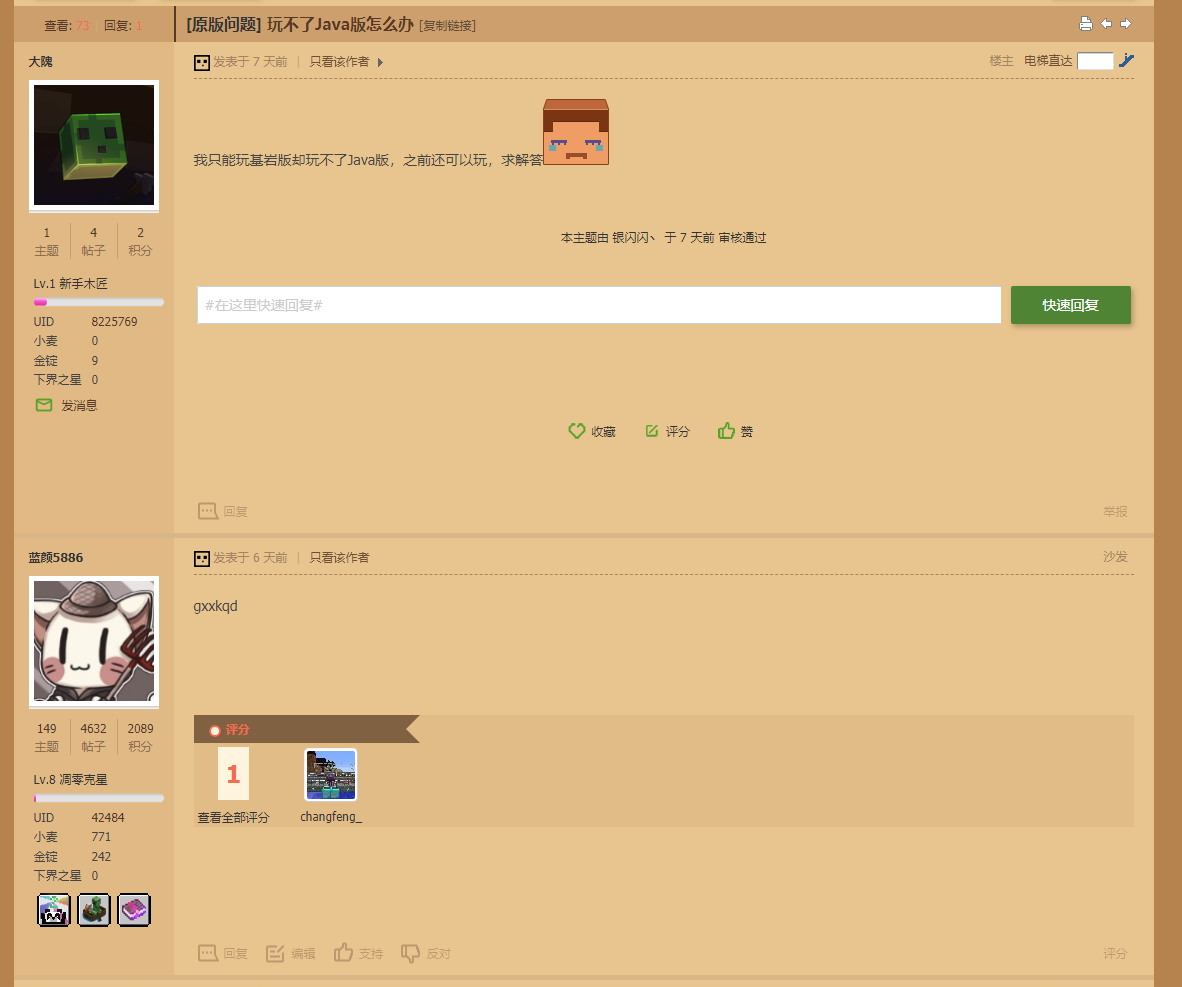 查看: 73 | 回复: 1
[原版问题] 玩不了Java版怎么办 [复制链接]
大隗
发表于 7 天前 | 只看该作者
楼主 电梯直达
我只能玩基岩版却玩不了Java版，之前还可以玩，求解答
1 4 2
主题 帖子 积分
本主题由 银闪闪丶 于 7 天前 审核通过
Lv.1 新手木匠
#在这里快速回复#
快速回复
UID 8225769
小麦 0
金锭 9
下界之星 0
发消息
收藏 评分 赞
回复 举报
蓝颜5886
发表于 6 天前 | 只看该作者
沙发
gxxkqd
149 4632 2089
主题 帖子 积分
评分
1
查看全部评分 changfeng_
Lv.8 凋零克星
UID 42484
小麦 771
金锭 242
下界之星 0
回复 编辑 支持 反对 评分